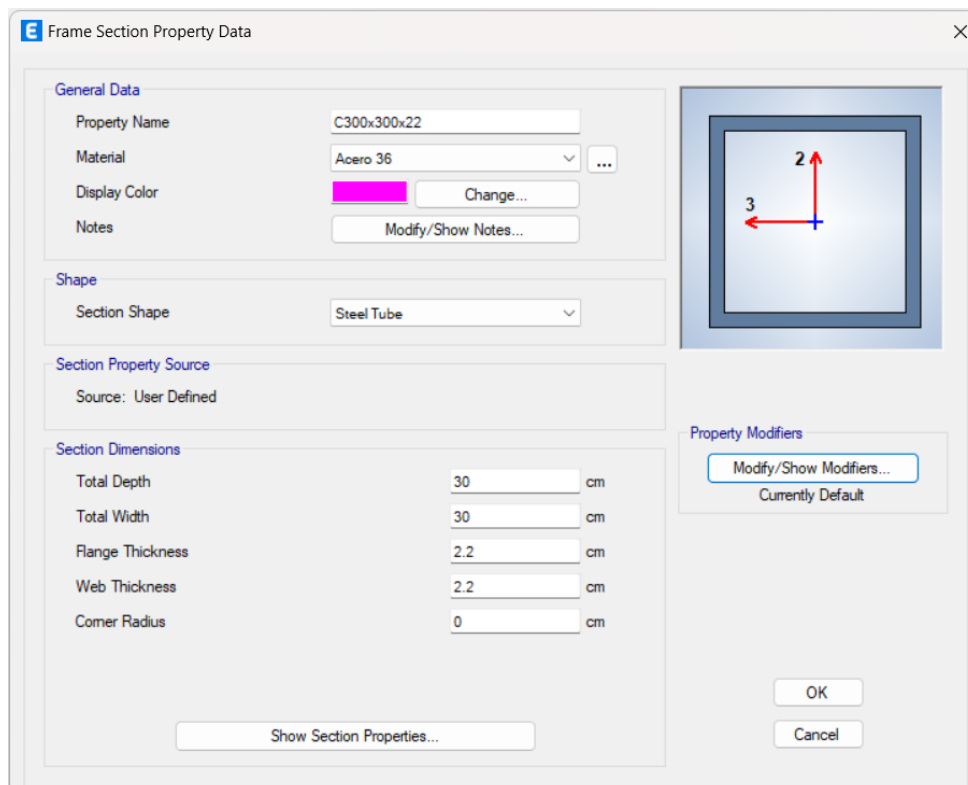 E Frame Section Property Data
General Data
Property Name C300x300x22
Material Acero 36 ...
Display Color Change...
Notes Modify/Show Notes...
2
3
Shape
Section Shape Steel Tube
Section Property Source
Source: User Defined
Section Dimensions
Total Depth 30 cm
Total Width 30 cm
Flange Thickness 2.2 cm
Web Thickness 2.2 cm
Corner Radius 0 cm
Show Section Properties...
Property Modifiers
Modify/Show Modifiers...
Currently Default
OK
Cancel